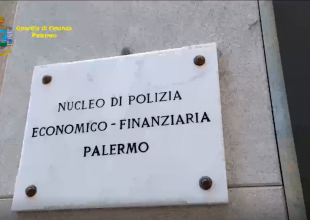 Guardia di Finanza
Palermo
NUCLEO DI POLIZIA
ECONOMICO - FINANZIARIA
PALERMO